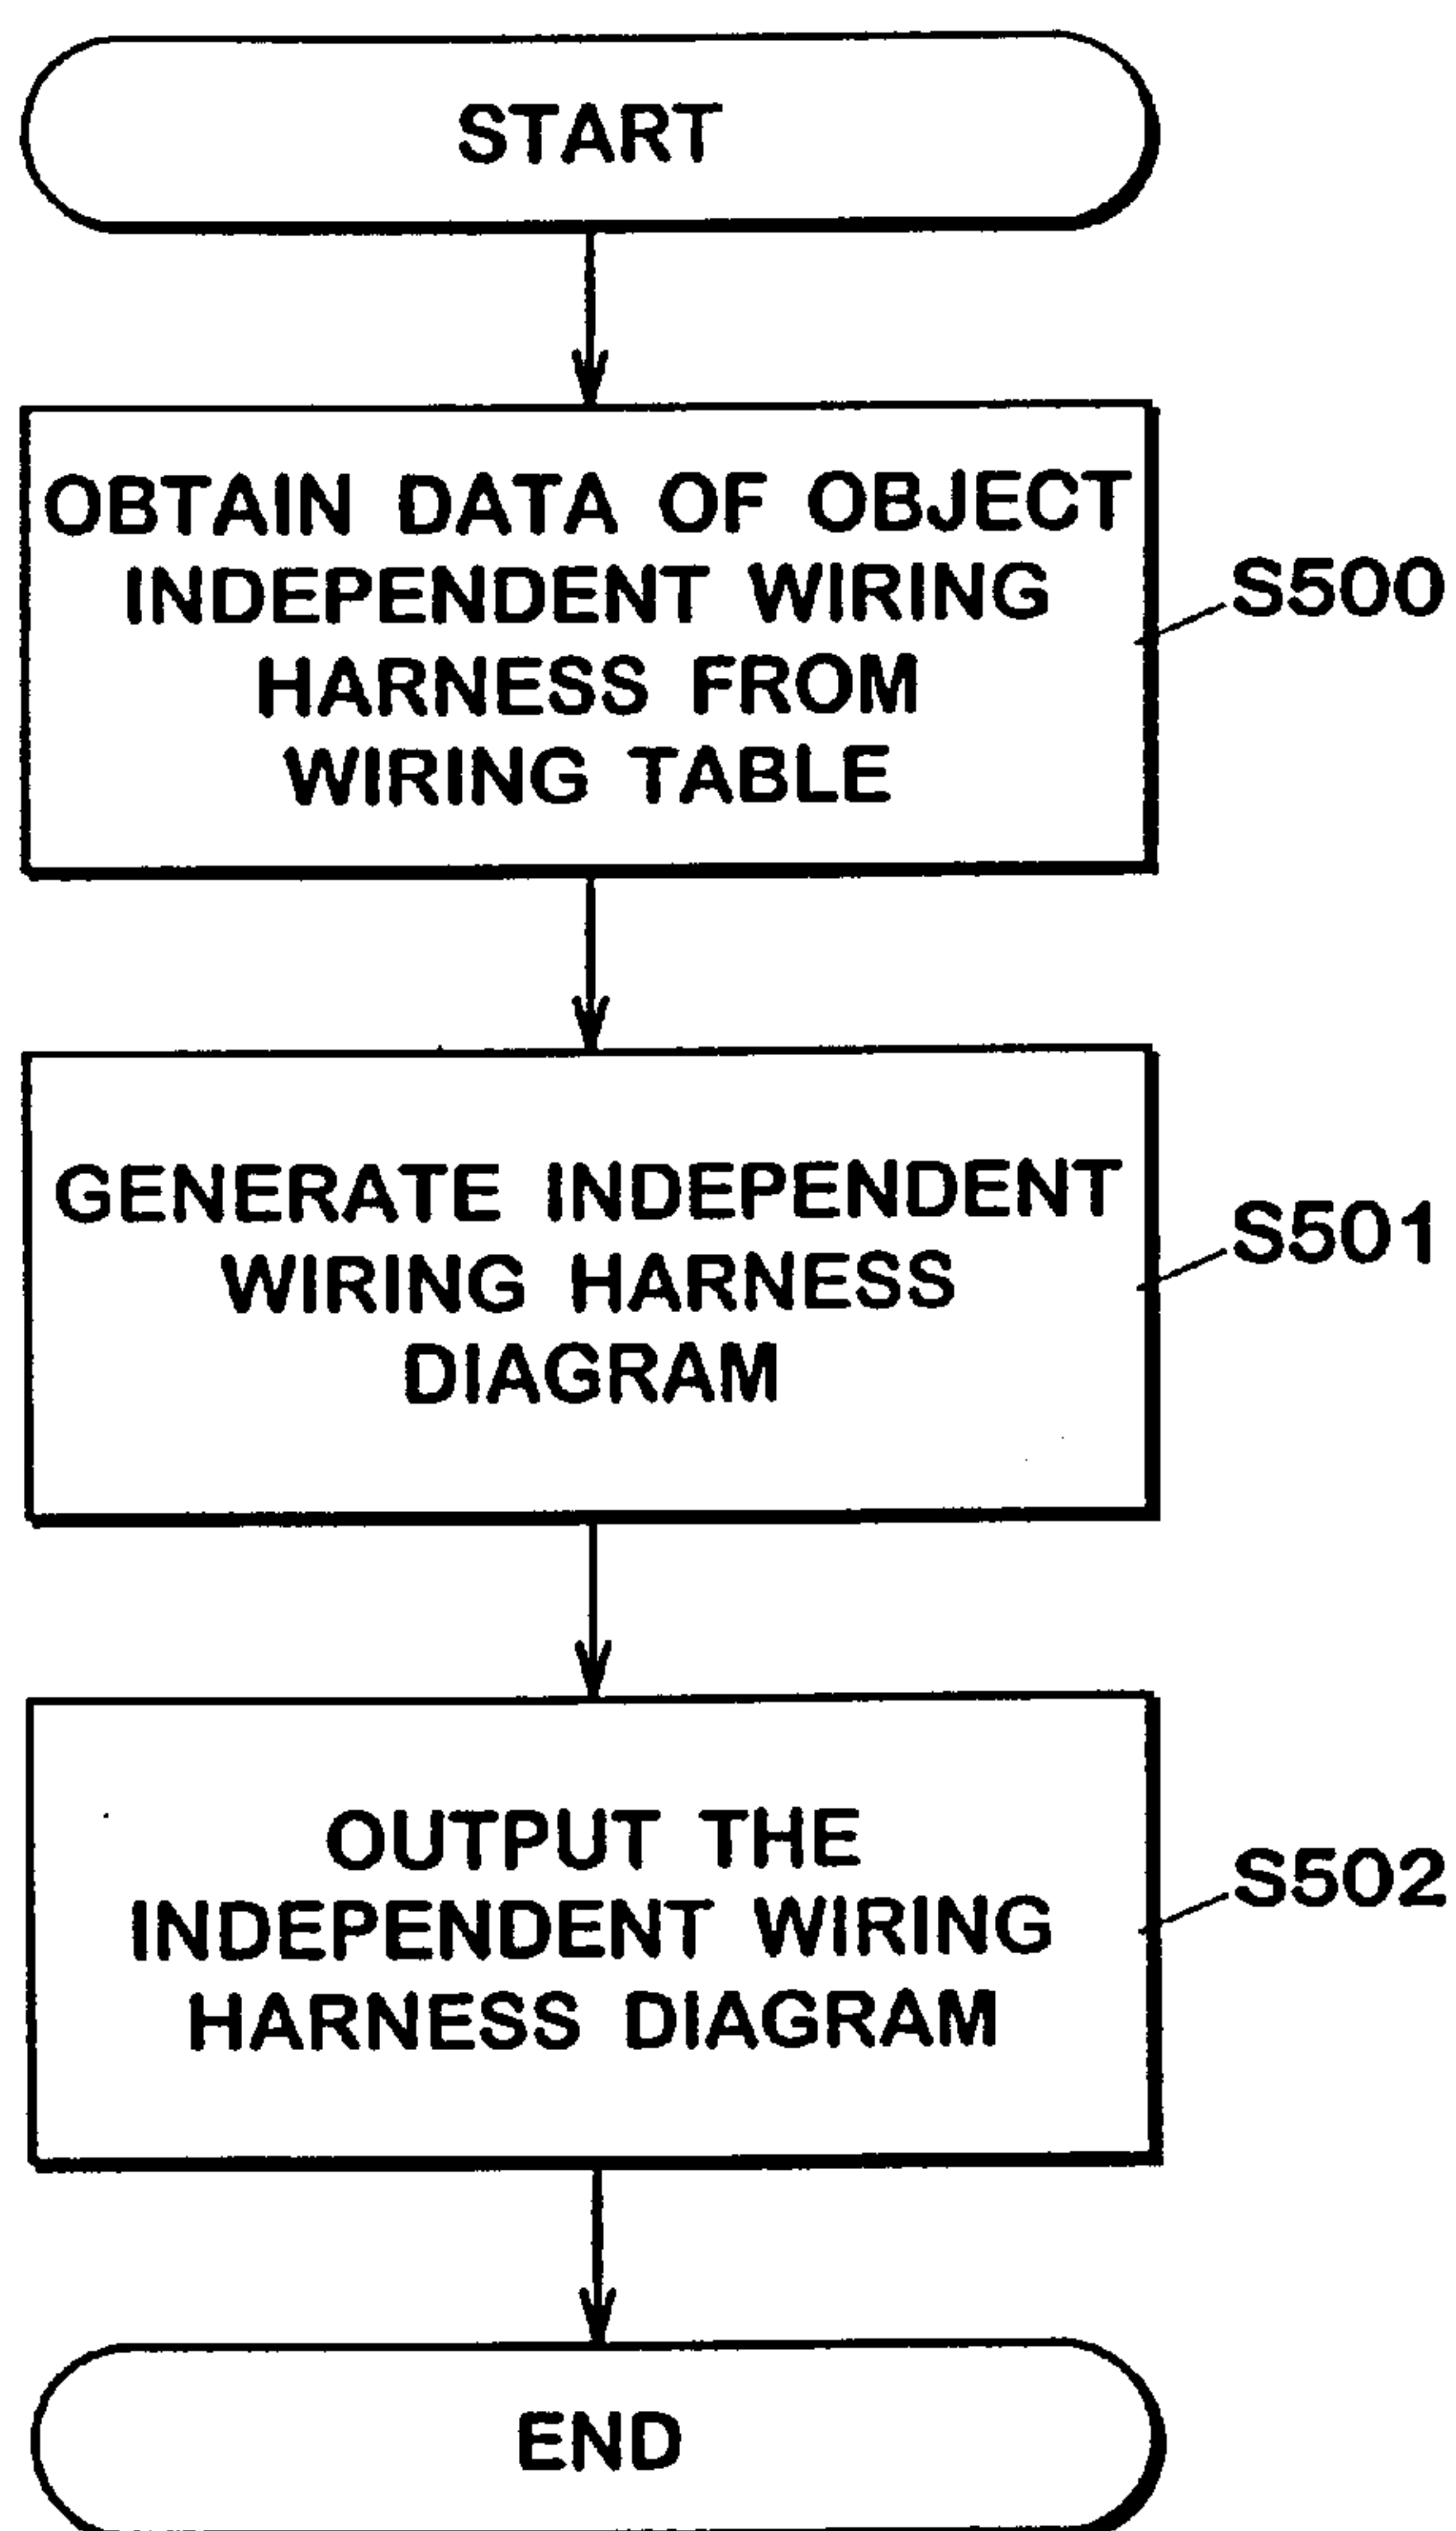 START
OBTAIN DATA OF OBJECT
INDEPENDENT WIRING
HARNESS FROM
WIRING TABLE
S500
GENERATE INDEPENDENT
WIRING HARNESS
DIAGRAM
S501
OUTPUT THE
INDEPENDENT WIRING
HARNESS DIAGRAM
S502
END